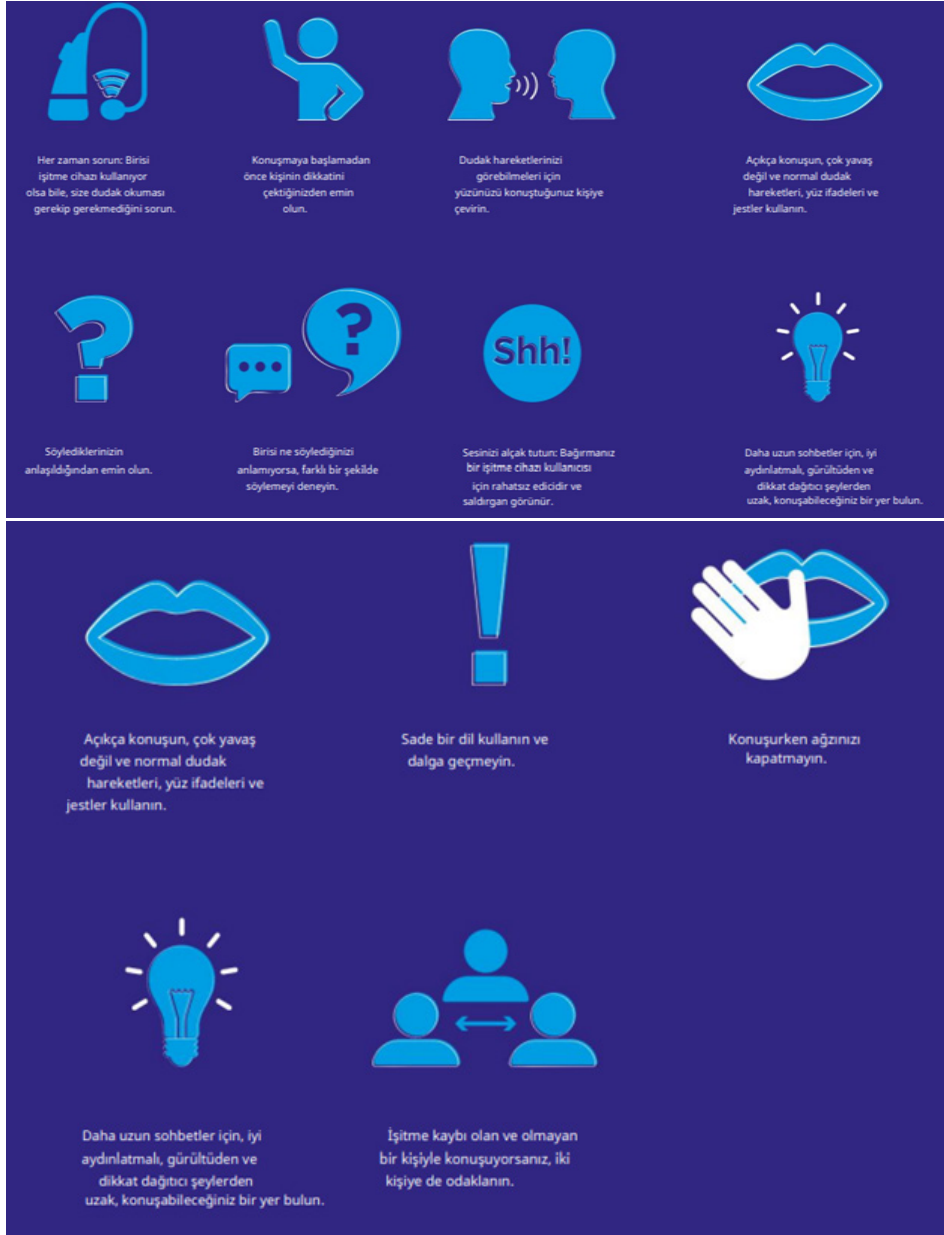 Her zaman sorun: Birisi
işitme cihazı kullanıyor
olsa bile, size dudak okuması
gerekip gerekmediğini sorun.
Konuşmaya başlamadan
önce kişinin dikkatini
çektiğinizden emin
olun.
Dudak hareketlerinizi
görebilmeleri için
yüzünüzü konuştuğunuz kişiye
çevirin.
Açıkça konuşun, çok yavaş
değil ve normal dudak
hareketleri, yüz ifadeleri ve
jestler kullanın.
Söylediklerinizin
anlaşıldığından emin olun.
Birisi ne söylediğinizi
anlamıyorsa, farklı bir şekilde
söylemeyi deneyin.
Shh!
Sesinizi alçak tutun: Bağırmanız
bir işitme cihazı kullanıcısı
için rahatsız edicidir ve
saldırgan görünür.
Daha uzun sohbetler için, iyi
aydınlatmalı, gürültüden ve
dikkat dağıtıcı şeylerden
uzak, konuşabileceğiniz bir yer bulun.
Açıkça konuşun, çok yavaş
değil ve normal dudak
hareketleri, yüz ifadeleri ve
jestler kullanın.
Sade bir dil kullanın ve
dalga geçmeyin.
Konuşurken ağzınızı
kapatmayın.
Daha uzun sohbetler için, iyi
aydınlatmalı, gürültüden ve
dikkat dağıtıcı şeylerden
uzak, konuşabileceğiniz bir yer bulun.
İşitme kaybı olan ve olmayan
bir kişiyle konuşuyorsanız, iki
kişiye de odaklanın.